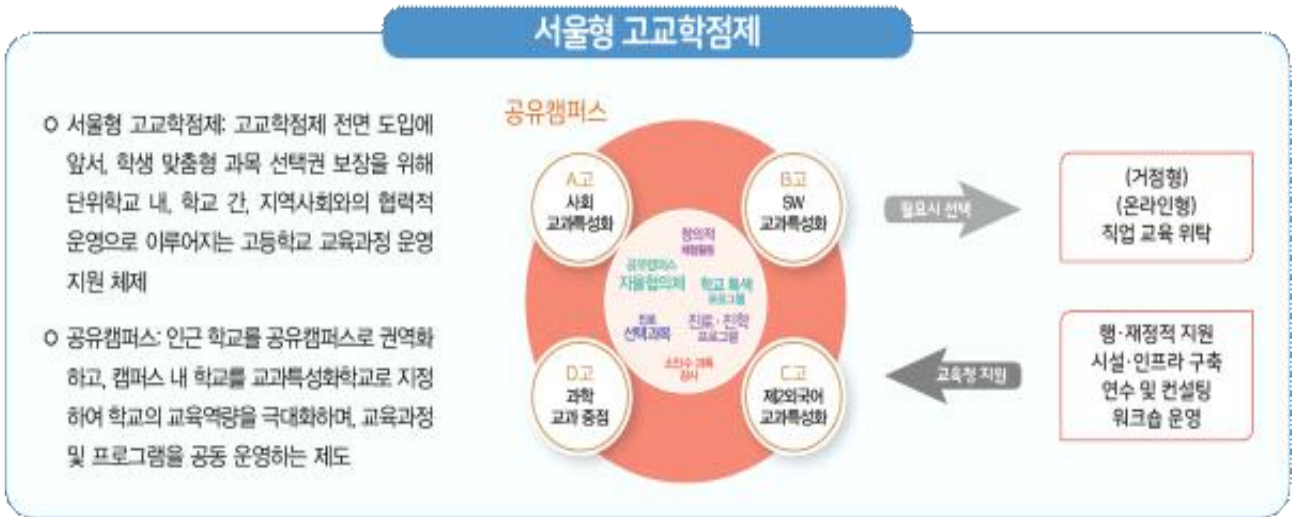 서울형 고교학점제
ㅇ 서울형 고교학점제: 고교학점제 전면 도입에
앞서, 학생 맞춤형 과목 선택권 보장을 위해
단위학교 내, 학교 간, 지역사회와의 협력적
운영으로 이루어지는 고등학교 교육과정 운영
지원 체제
ㅇ 공유캠퍼스: 인근 학교를 공유캠퍼스로 권역화
하고, 캠퍼스 내 학교를 교과특성화학교로 지정
하여 학교의 교육역량을 극대화하며, 교육과정
및 프로그램을 공동 운영하는 제도
공유캠퍼스
A고
사회
교과특성화
B고
SW
교과특성화
창의적
체험활동
공유캠퍼스
자율협의체
학교 특색
프로그램
진로
선택과목
진로·진학
프로그램
소인수 과목
강사
D고
과학
교과 중점
C고
제2외국어
교과특성화
필요시 선택
(거점형)
(온라인형)
직업 교육 위탁
교육청 지원
행·재정적 지원
시설·인프라 구축
연수 및 컨설팅
워크숍 운영